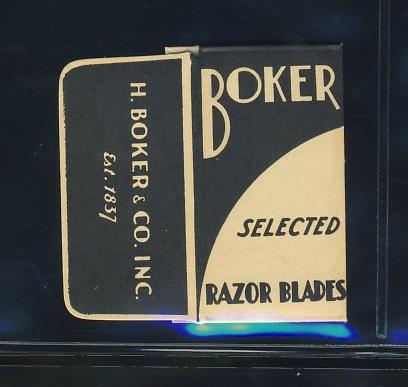 BOKER
SELECTED
RAZOR BLADES
H. BOKER & CO. INC.
Est. 1837